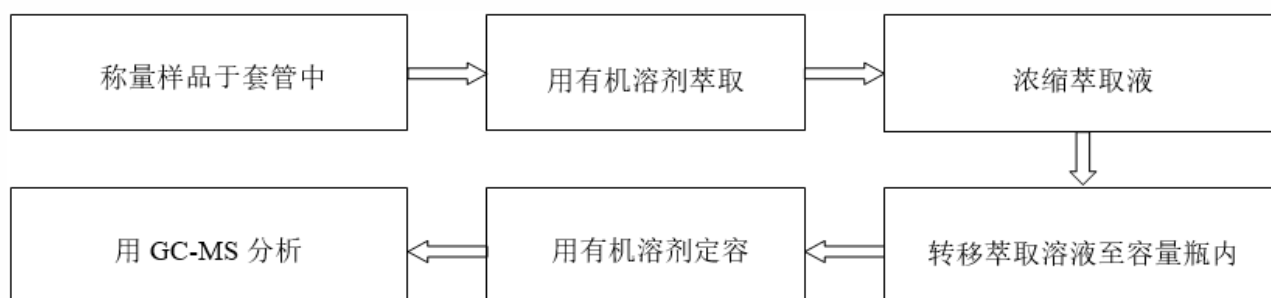 称量样品于套管中
用有机溶剂萃取
浓缩萃取液
转移萃取溶液至容量瓶内
用有机溶剂定容
用 GC-MS 分析